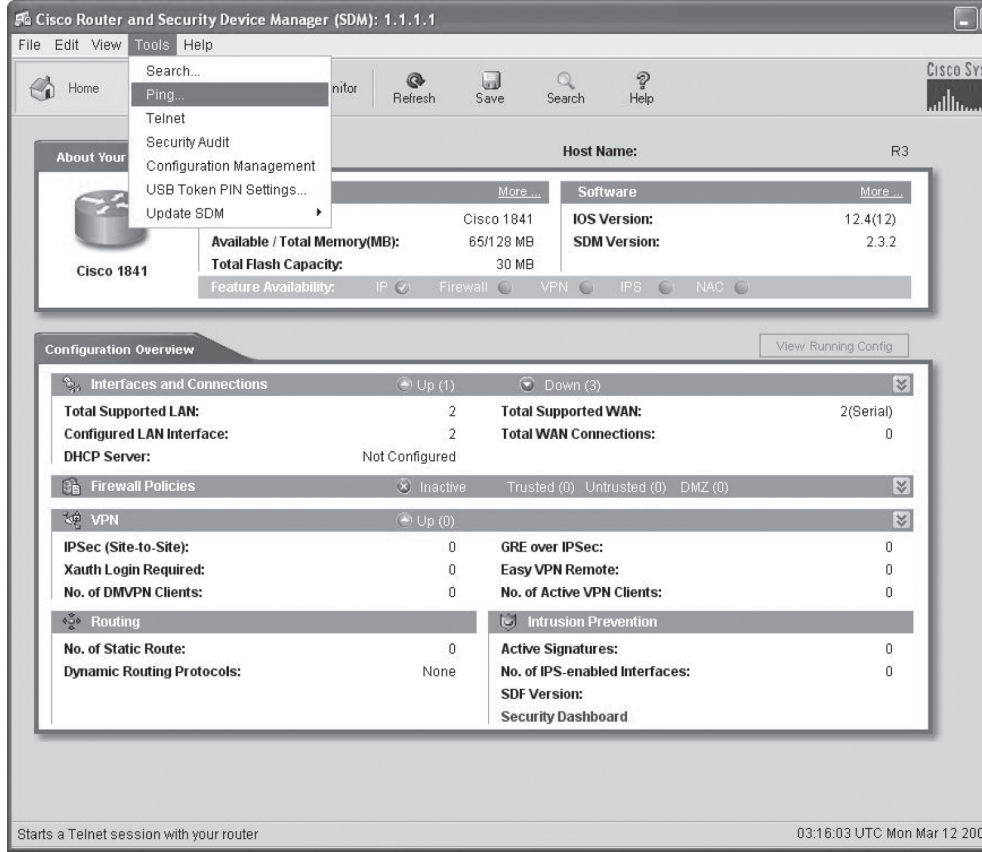 Cisco Router and Security Device Manager (SDM): 1.1.1.1
File Edit View Tools Help
Home
nitor
Refresh
Save
Search
Help
Cisco Sys
Search...
Ping...
Telnet
Security Audit
Configuration Management
USB Token PIN Settings...
Update SDM
About Your
Host Name: R3
More ...
Software More ...
Cisco 1841
IOS Version: 12.4(12)
Available / Total Memory(MB): 65/128 MB
SDM Version: 2.3.2
Total Flash Capacity: 30 MB
Cisco 1841
Feature Availability: IP Firewall VPN IPS NAC
Configuration Overview
View Running Config
Interfaces and Connections Up (1) Down (3)
Total Supported LAN: 2 Total Supported WAN: 2(Serial)
Configured LAN Interface: 2 Total WAN Connections: 0
DHCP Server: Not Configured
Firewall Policies Inactive Trusted (0) Untrusted (0) DMZ (0)
VPN Up (0)
IPSec (Site-to-Site): 0 GRE over IPSec: 0
Xauth Login Required: 0 Easy VPN Remote: 0
No. of DMVPN Clients: 0 No. of Active VPN Clients: 0
Routing
Intrusion Prevention
No. of Static Route: 0 Active Signatures: 0
Dynamic Routing Protocols: None No. of IPS-enabled Interfaces: 0
SDF Version:
Security Dashboard
Starts a Telnet session with your router
03:16:03 UTC Mon Mar 12 200